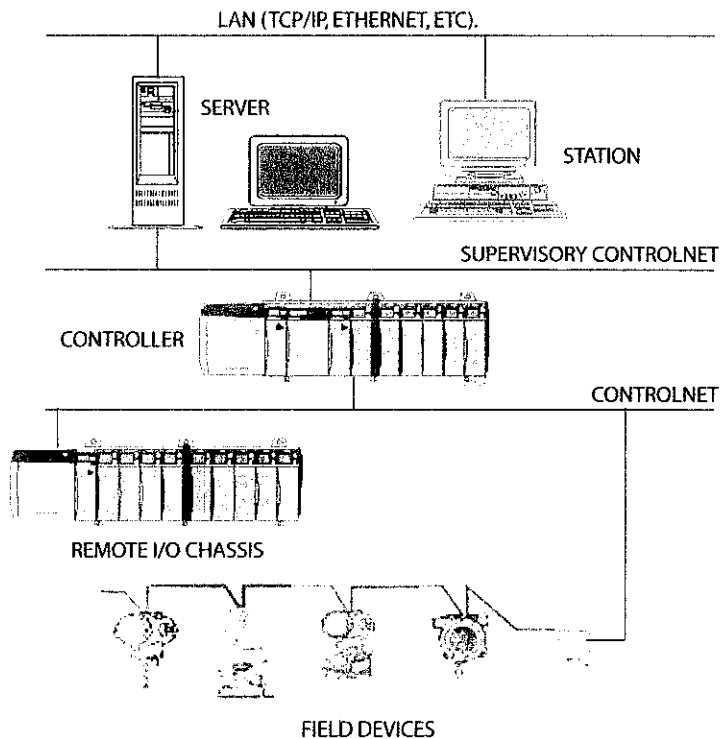 LAN (TCP/IP, ETHERNET, ETC).
SERVER
STATION
SUPERVISORY CONTROLNET
CONTROLLER
CONTROLNET
REMOTE I/O CHASSIS
FIELD DEVICES